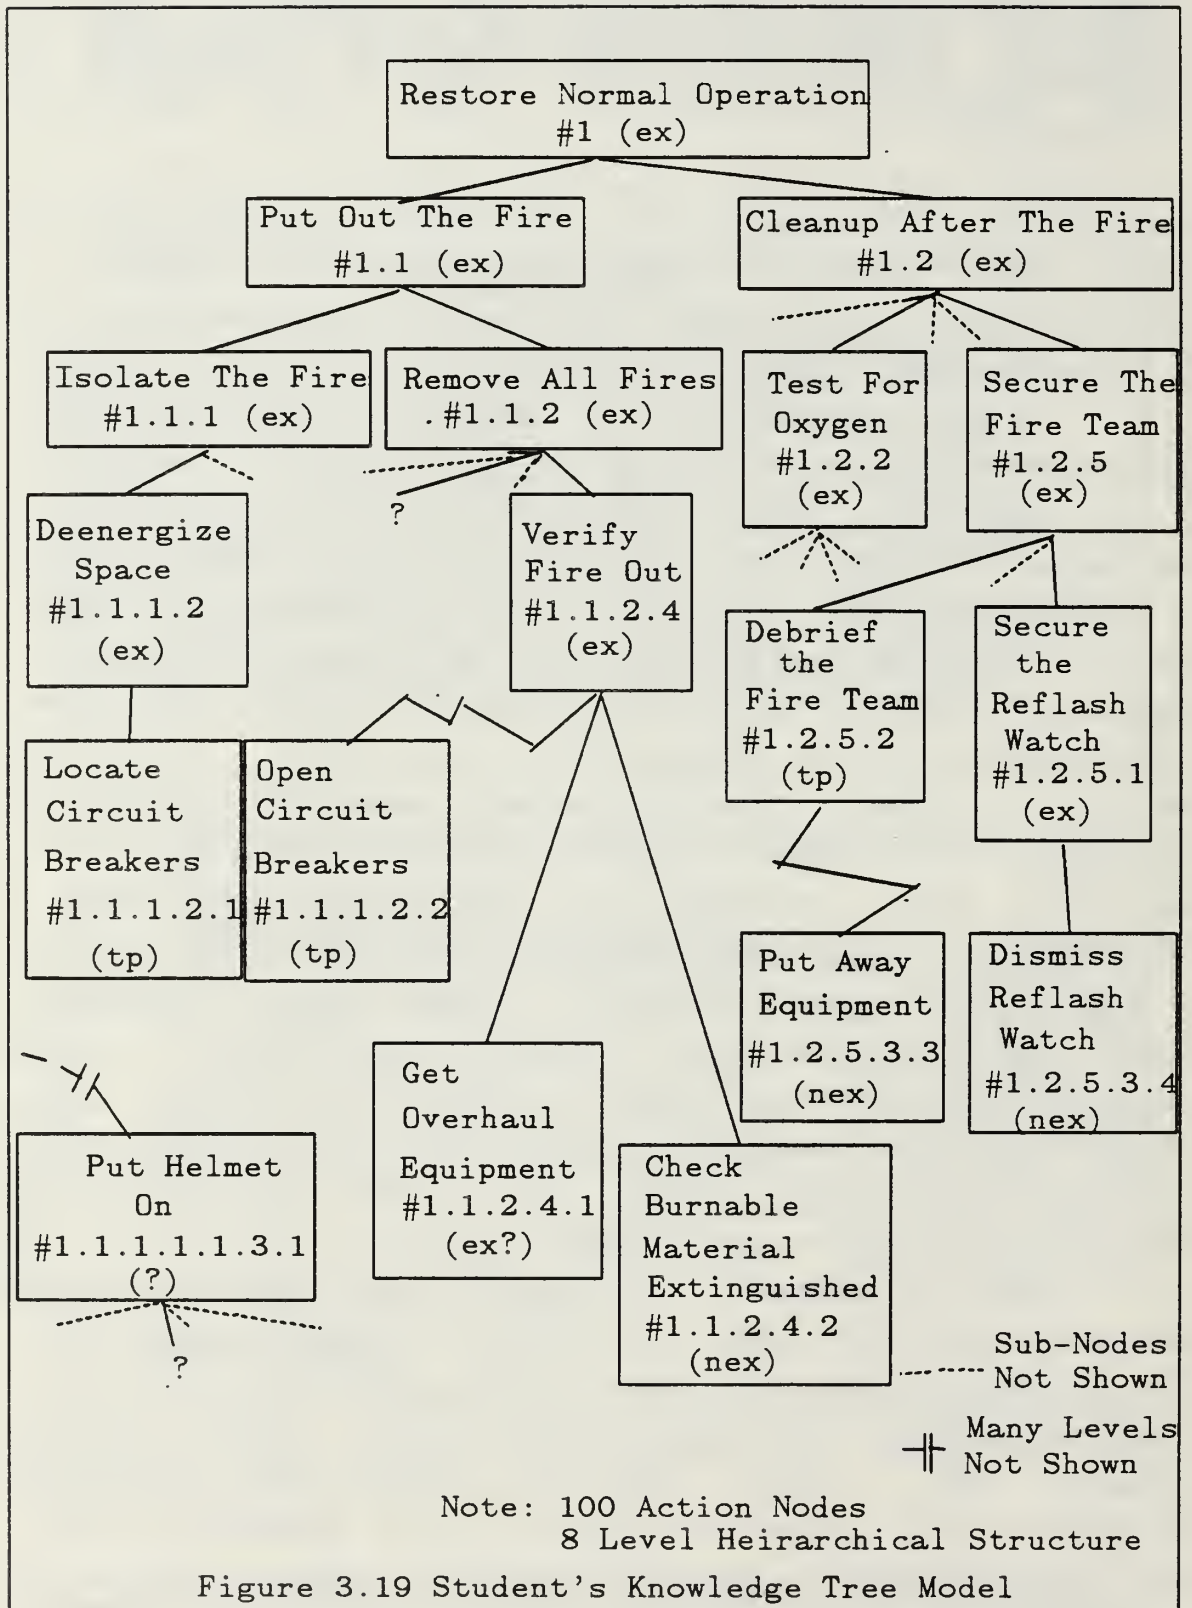 Restore Normal Operation
#1 (ex)
Put Out The Fire
#1.1 (ex)
Cleanup After The Fire
#1.2 (ex)
Isolate The Fire
#1.1.1 (ex)
Remove All Fires
#1.1.2 (ex)
Test For
Oxygen
#1.2.2
(ex)
Secure The
Fire Team
#1.2.5
(ex)
?
Deenergize
Space
#1.1.1.2
(ex)
Verify
Fire Out
#1.1.2.4
(ex)
Debrief
the
Fire Team
#1.2.5.2
(tp)
Secure
the
Reflash
Watch
#1.2.5.1
(ex)
Locate
Circuit
Breakers
#1.1.1.2.1
(tp)
Open
Circuit
Breakers
#1.1.1.2.2
(tp)
Put Away
Equipment
#1.2.5.3.3
(nex)
Dismiss
Reflash
Watch
#1.2.5.3.4
(nex)
Put Helmet
On
#1.1.1.1.1.3.1
(?)
?
Get
Overhaul
Equipment
#1.1.2.4.1
(ex?)
Check
Burnable
Material
Extinguished
#1.1.2.4.2
(nex)
Sub-Nodes
Not Shown
Many Levels
Not Shown
Note: 100 Action Nodes
8 Level Heirarchical Structure
Figure 3.19 Student's Knowledge Tree Model